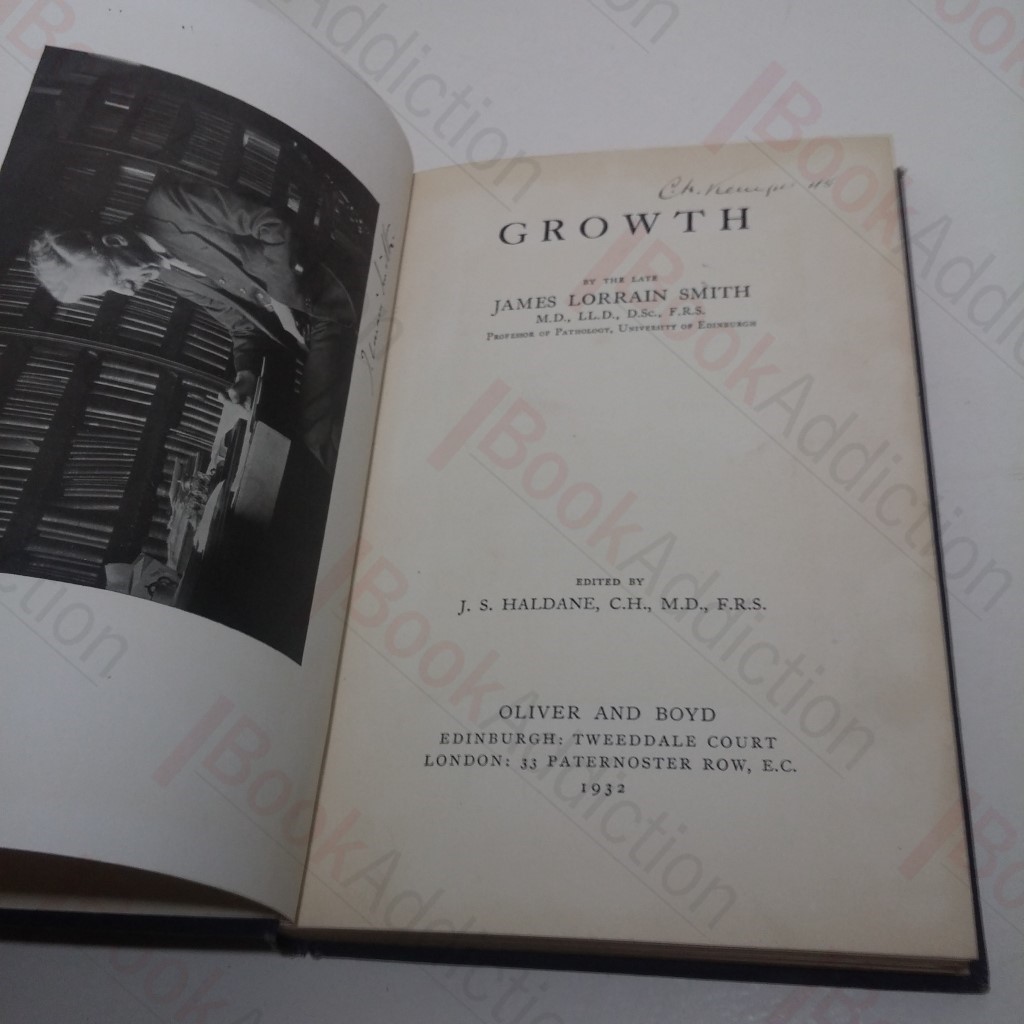 GROWTH
BY THE LATE
JAMES LORRAIN SMITH
M.D., LL.D., D.Sc., F.R.S.
PROFESSOR OF PATHOLOGY, UNIVERSITY OF EDINBURGH
EDITED BY
J. S. HALDANE, C.H., M.D., F.R.S.
OLIVER AND BOYD
EDINBURGH: TWEEDDALE COURT
LONDON: 33 PATERNOSTER ROW, E.C.
1932
BookAddiction